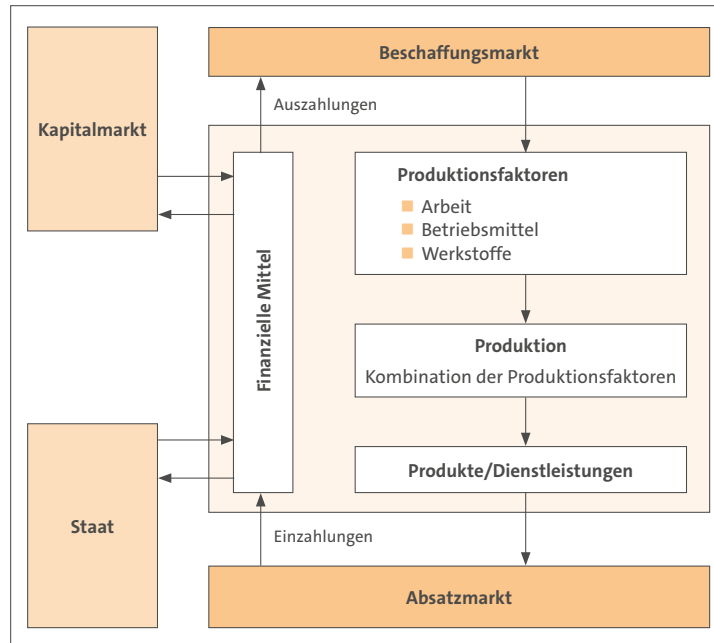 Beschaffungsmarkt
Kapitalmarkt
Auszahlungen
Finanzielle Mittel
Produktionsfaktoren
Arbeit
Betriebsmittel
Werkstoffe
Produktion
Kombination der Produktionsfaktoren
Produkte/Dienstleistungen
Staat
Einzahlungen
Absatzmarkt